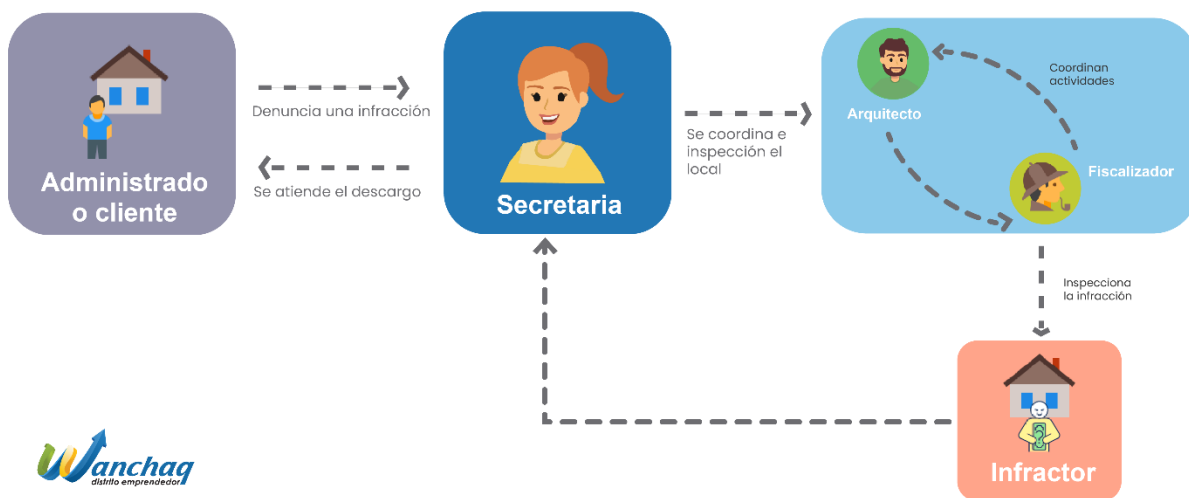 Administrado
o cliente
Denuncia una infracción
Se atiende el descargo
Secretaria
Se coordina e
inspección el
local
Arquitecto
Coordinan
actividades
Fiscalizador
Inspecciona
la infracción
Infractor
Wanchaq
distrito emprendedor